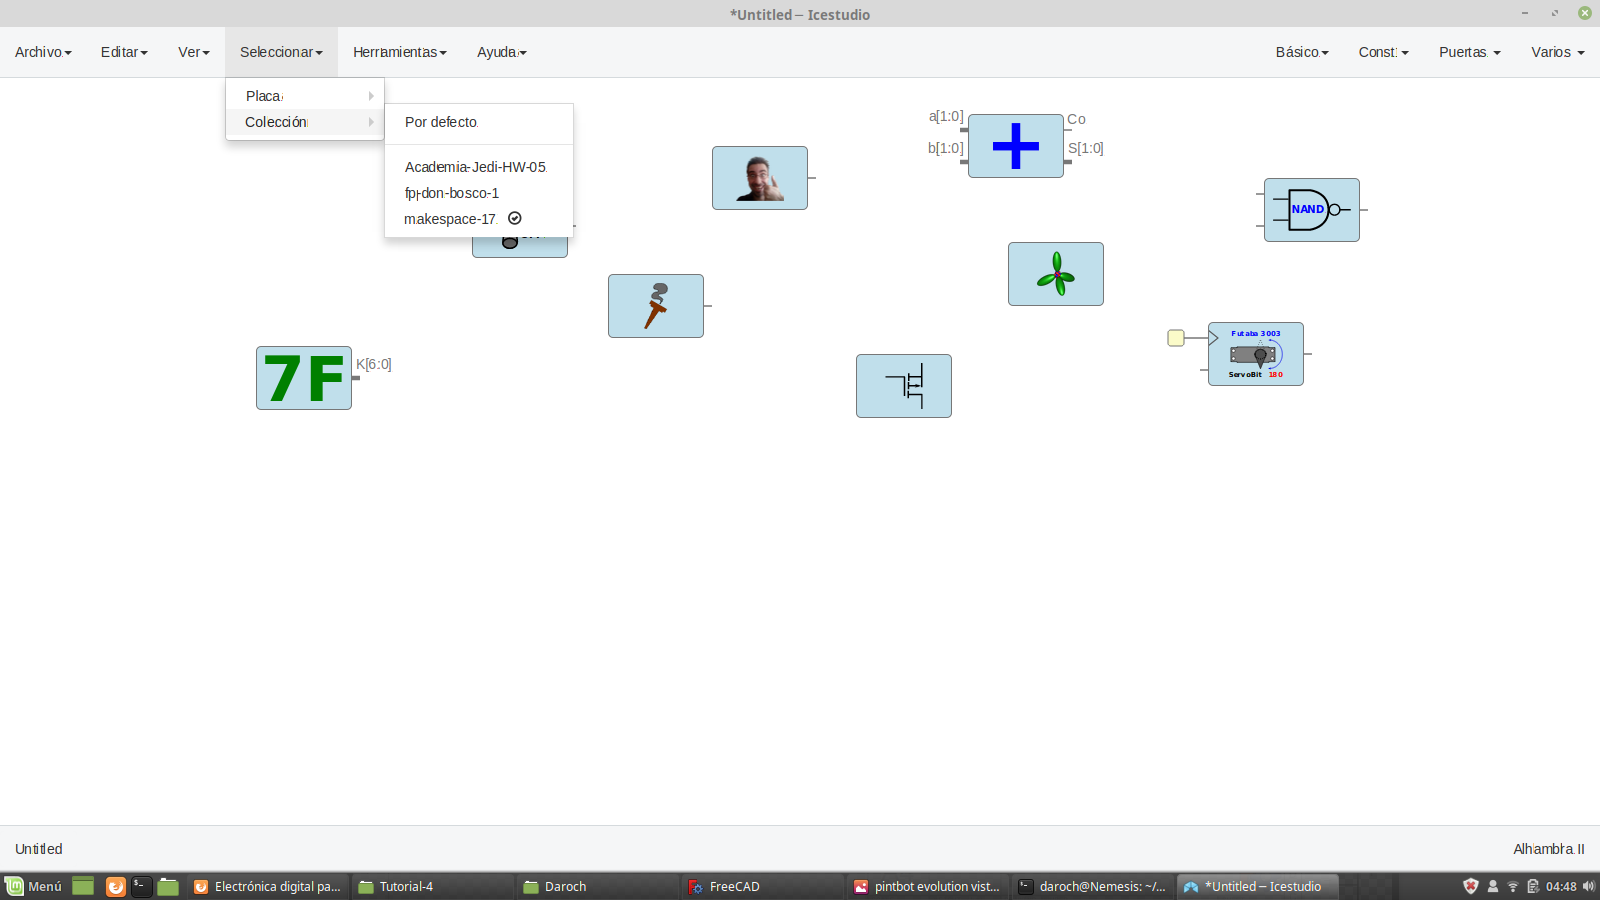 *Untitled – Icestudio
Archivo Editar Ver Seleccionar Herramientas Ayuda Básico Const Puertas Varios
Placa
Colección
Por defecto
Academia-Jedi-HW-05
fp-don-bosco-1
makespace-17
a[1:0]
b[1:0]
Co
S[1:0]
NAND
7F
K[6:0]
Futaba 3003
ServoBit 180
Untitled
Alhambra II
Menú Electrónica digital pa... Tutorial-4 Daroch FreeCAD pintbot evolution vist... daroch@Nemesis: ~/... *Untitled – Icestudio 04:48